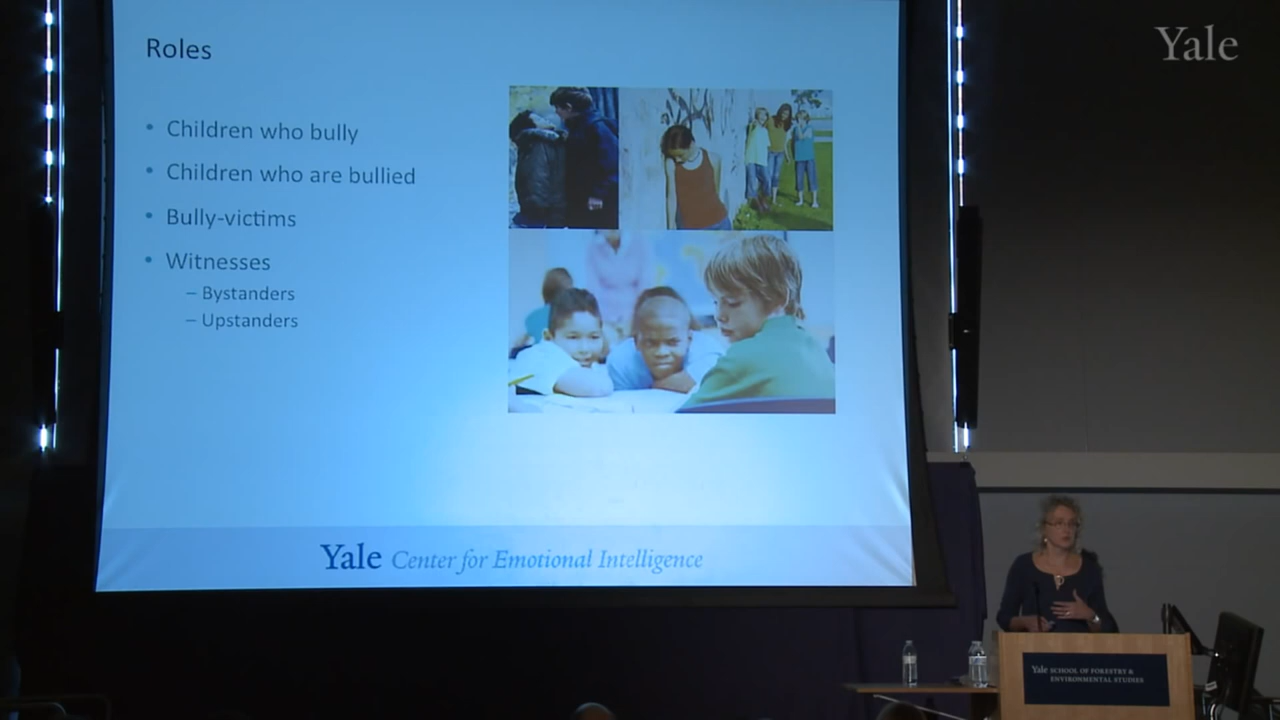 Yale
Roles
• Children who bully
• Children who are bullied
• Bully-victims
• Witnesses
– Bystanders
– Upstanders
Yale Center for Emotional Intelligence
Yale SCHOOL OF FORESTRY &
ENVIRONMENTAL STUDIES